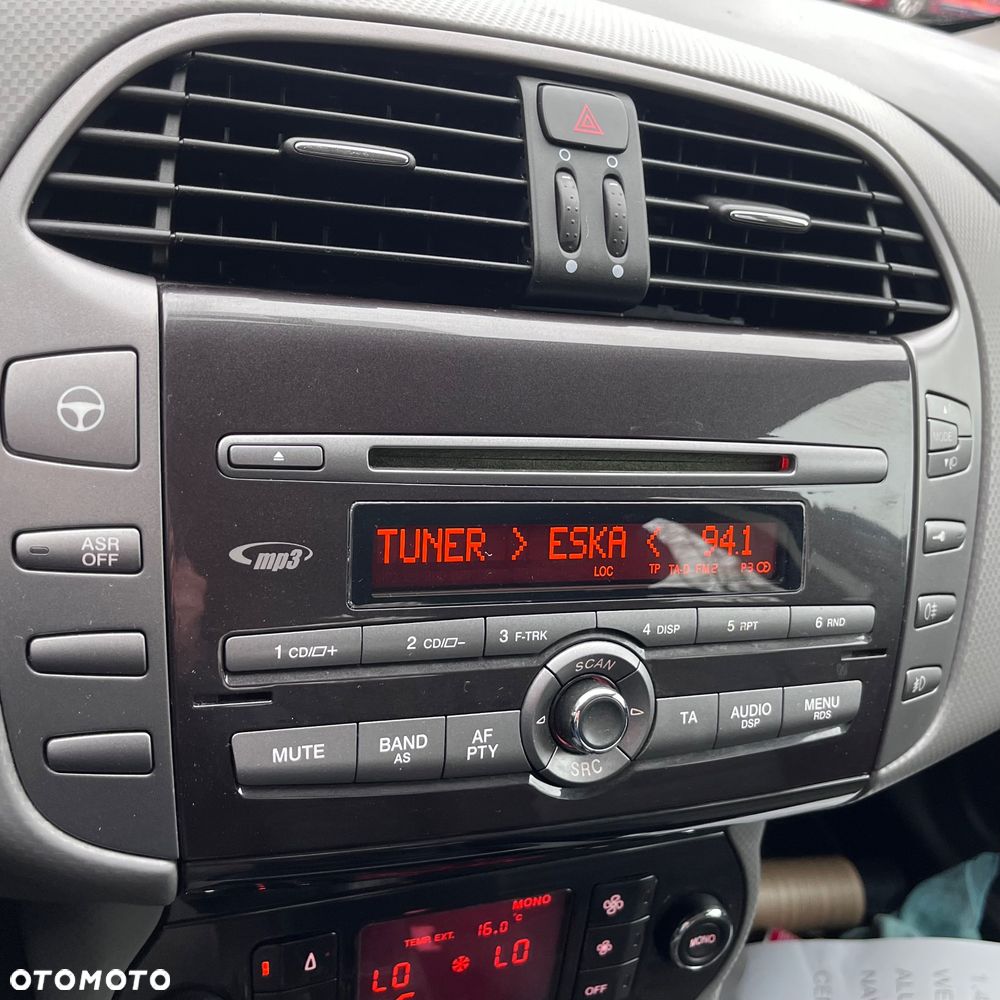 MODE
ASR
OFF
mp3
TUNER > ESKA < 94.1
LOC TP TA-D FM2 P3
1 CD/▱+
2 CD/▱−
3 F-TRK
4 DISP
5 RPT
6 RND
SCAN
MUTE
BAND
AS
AF
PTY
SRC
TA
AUDIO
DSP
MENU
RDS
MONO
TEMP. EXT. 16.0 °C
LO LO
MONO
OFF
OTOMOTO